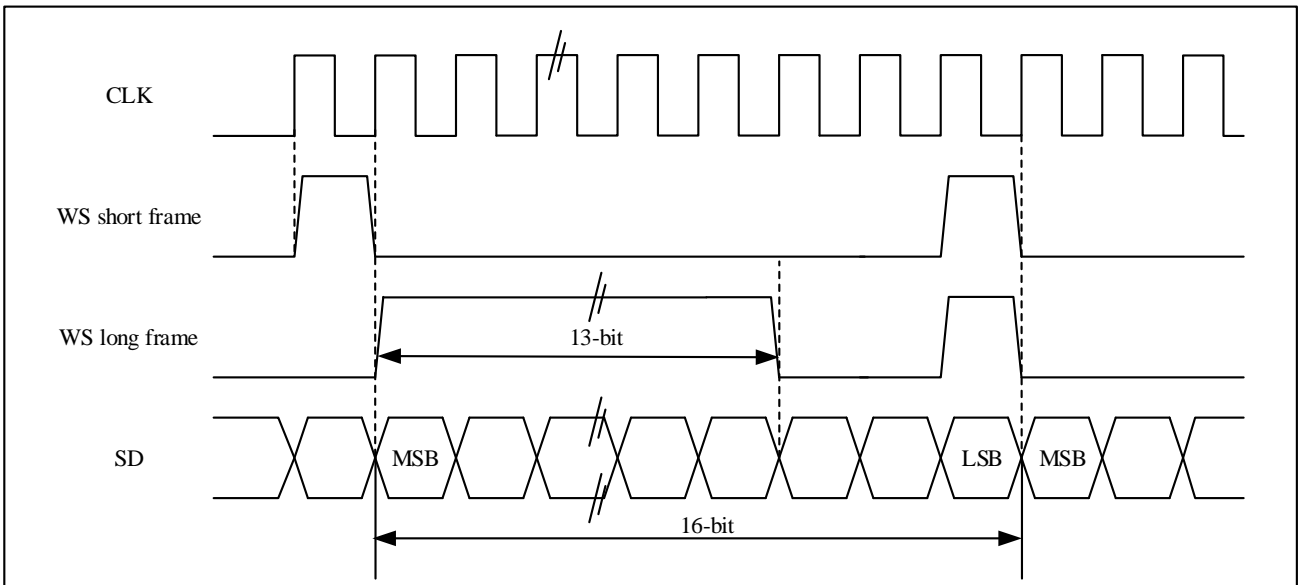 CLK
WS short frame
WS long frame
13-bit
SD
MSB
LSB
MSB
16-bit